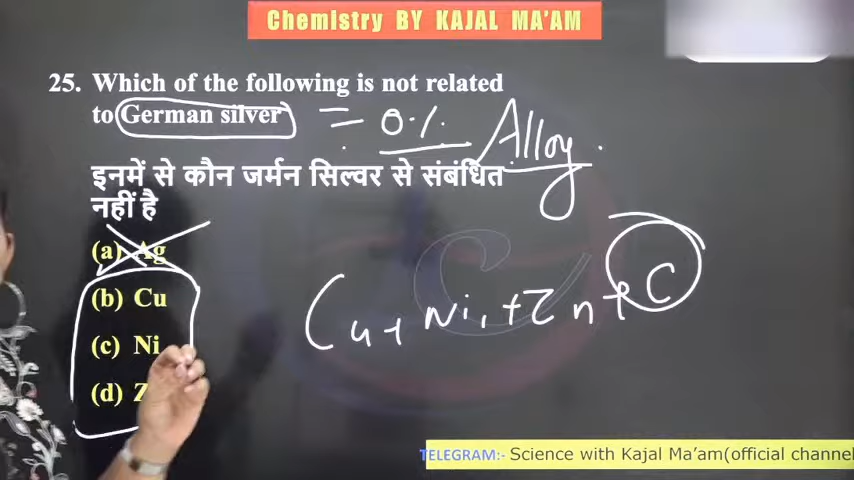 Chemistry BY KAJAL MA'AM
25. Which of the following is not related
to German silver = 0% Alloy
इनमें से कौन जर्मन सिल्वर से संबंधित
नहीं है
(a) Ag
(b) Cu
(c) Ni
(d)
Cu + Ni + Zn + C
TELEGRAM:- Science with Kajal Ma'am(official channel